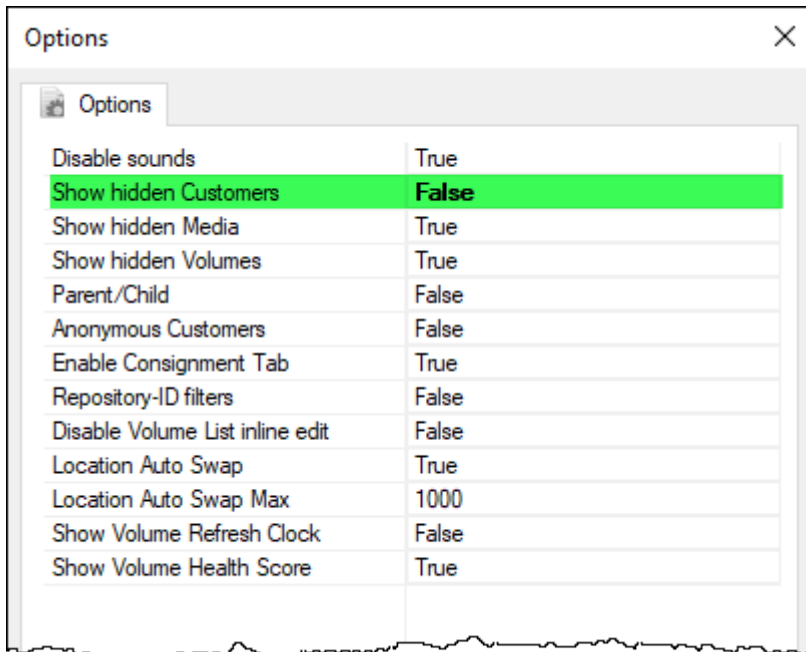 Options
Options
Disable sounds True
Show hidden Customers False
Show hidden Media True
Show hidden Volumes True
Parent/Child False
Anonymous Customers False
Enable Consignment Tab True
Repository-ID filters False
Disable Volume List inline edit False
Location Auto Swap True
Location Auto Swap Max 1000
Show Volume Refresh Clock False
Show Volume Health Score True